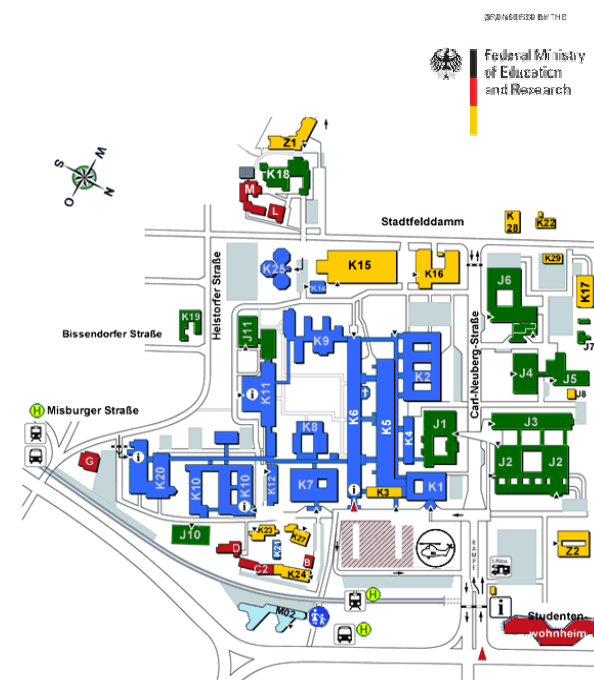 SPONSORED BY THE
Federal Ministry
of Education
and Research
W
S
N
O
Z1
K18
M
L
Stadtfelddamm
K
28
K22
K25
K14
K15
K16
K29
K17
J6
J7
Helstorfer Straße
K19
Bissendorfer Straße
J11
K9
K2
Carl-Neuberg-Straße
J4
J5
J8
i
K11
K6
K5
K4
J1
J3
J2
J2
H
Misburger Straße
K8
G
i
K20
K10
K10
i
K12
K7
i
K3
K1
J10
K23
K27
K21
D
C2
B
K24
RAMPE
Z2
M02
H
H
i
Studenten-
wohnheim